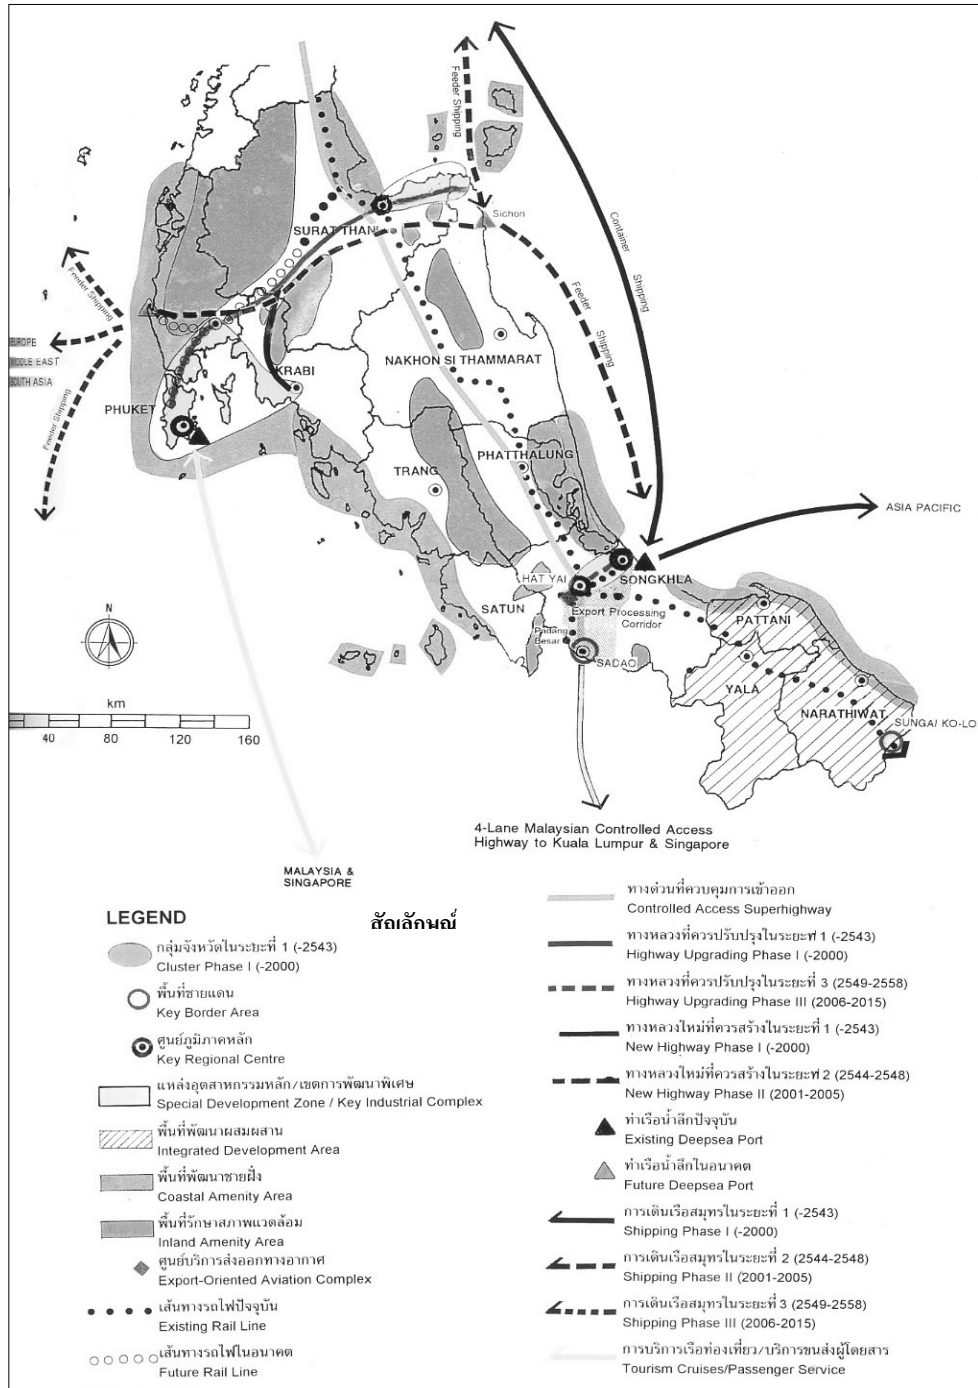 Feeder Shipping
Container Shipping
Sichon
SURAT THANI
Feeder Shipping
Feeder Shipping
EUROPE
MIDDLE EAST
SOUTH ASIA
NAKHON SI THAMMARAT
KRABI
PHUKET
Feeder Shipping
PHATTHALUNG
TRANG
ASIA PACIFIC
HAT YAI
SONGKHLA
SATUN
Export Processing
Corridor
PATTANI
Padang
Besar
SADAO
N
YALA
km
NARATHIWAT
SUNGAI KO-LO
40 80 120 160
4-Lane Malaysian Controlled Access
Highway to Kuala Lumpur & Singapore
MALAYSIA &
SINGAPORE
LEGEND
สัญลักษณ์
กลุ่มจังหวัดในระยะที่ 1 (-2543)
Cluster Phase I (-2000)
พื้นที่ชายแดน
Key Border Area
ศูนย์ภูมิภาคหลัก
Key Regional Centre
แหล่งอุตสาหกรรมหลัก/เขตการพัฒนาพิเศษ
Special Development Zone / Key Industrial Complex
พื้นที่พัฒนาผสมผสาน
Integrated Development Area
พื้นที่พัฒนาชายฝั่ง
Coastal Amenity Area
พื้นที่รักษาสภาพแวดล้อม
Inland Amenity Area
ศูนย์บริการส่งออกทางอากาศ
Export-Oriented Aviation Complex
เส้นทางรถไฟปัจจุบัน
Existing Rail Line
เส้นทางรถไฟในอนาคต
Future Rail Line
ทางด่วนที่ควบคุมการเข้าออก
Controlled Access Superhighway
ทางหลวงที่ควรปรับปรุงในระยะที่ 1 (-2543)
Highway Upgrading Phase I (-2000)
ทางหลวงที่ควรปรับปรุงในระยะที่ 3 (2549-2558)
Highway Upgrading Phase III (2006-2015)
ทางหลวงใหม่ที่ควรสร้างในระยะที่ 1 (-2543)
New Highway Phase I (-2000)
ทางหลวงใหม่ที่ควรสร้างในระยะที่ 2 (2544-2548)
New Highway Phase II (2001-2005)
ท่าเรือน้ำลึกปัจจุบัน
Existing Deepsea Port
ท่าเรือน้ำลึกในอนาคต
Future Deepsea Port
การเดินเรือสมุทรในระยะที่ 1 (-2543)
Shipping Phase I (-2000)
การเดินเรือสมุทรในระยะที่ 2 (2544-2548)
Shipping Phase II (2001-2005)
การเดินเรือสมุทรในระยะที่ 3 (2549-2558)
Shipping Phase III (2006-2015)
การบริการเรือท่องเที่ยว/บริการขนส่งผู้โดยสาร
Tourism Cruises/Passenger Service